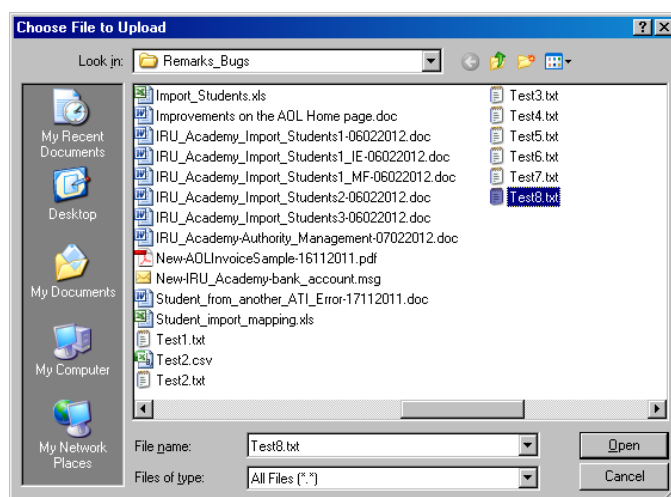 Choose File to Upload
Look in:
Remarks_Bugs
My Recent
Documents
Desktop
My Documents
My Computer
My Network
Places
Import_Students.xls
Improvements on the AOL Home page.doc
IRU_Academy_Import_Students1-06022012.doc
IRU_Academy_Import_Students1_IE-06022012.doc
IRU_Academy_Import_Students1_MF-06022012.doc
IRU_Academy_Import_Students2-06022012.doc
IRU_Academy_Import_Students3-06022012.doc
IRU_Academy-Authority_Management-07022012.doc
New-AOLInvoiceSample-16112011.pdf
New-IRU_Academy-bank_account.msg
Student_from_another_ATI_Error-17112011.doc
Student_import_mapping.xls
Test1.txt
Test2.csv
Test2.txt
Test3.txt
Test4.txt
Test5.txt
Test6.txt
Test7.txt
Test8.txt
File name:
Test8.txt
Open
Files of type:
All Files (*.*)
Cancel